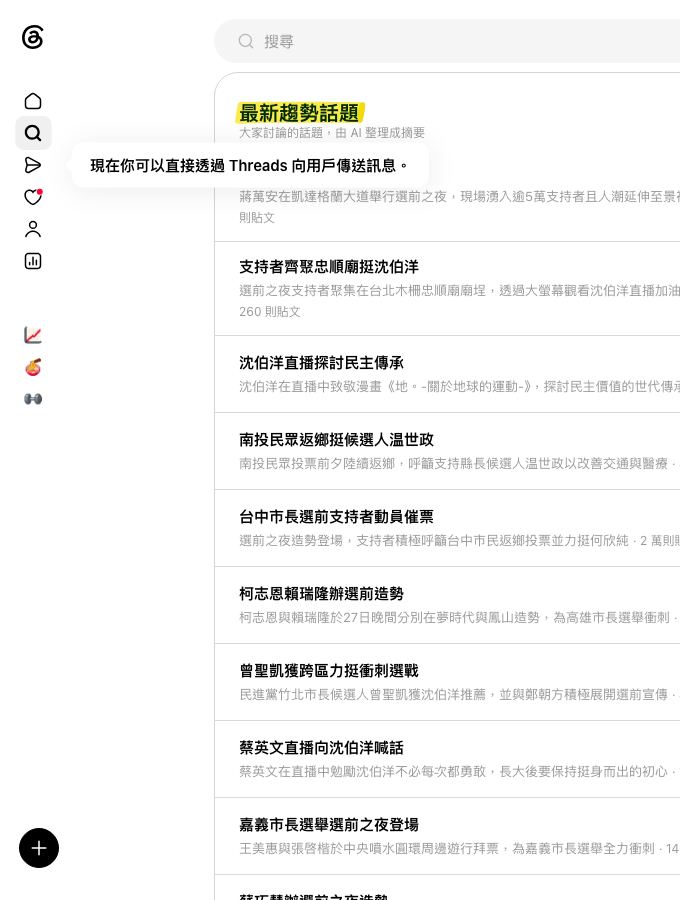 搜尋
最新趨勢話題
大家討論的話題，由 AI 整理成摘要
現在你可以直接透過 Threads 向用戶傳送訊息。
蔣萬安在凱達格蘭大道舉行選前之夜，現場湧入逾5萬支持者且人潮延伸至景
則貼文
支持者齊聚忠順廟挺沈伯洋
選前之夜支持者聚集在台北木柵忠順廟廟埕，透過大螢幕觀看沈伯洋直播加油
260 則貼文
沈伯洋直播探討民主傳承
沈伯洋在直播中致敬漫畫《地。-關於地球的運動-》，探討民主價值的世代傳承
南投民眾返鄉挺候選人温世政
南投民眾投票前夕陸續返鄉，呼籲支持縣長候選人温世政以改善交通與醫療 ·
台中市長選前支持者動員催票
選前之夜造勢登場，支持者積極呼籲台中市民返鄉投票並力挺何欣純 · 2 萬則
柯志恩賴瑞隆辦選前造勢
柯志恩與賴瑞隆於27日晚間分別在夢時代與鳳山造勢，為高雄市長選舉衝刺 ·
曾聖凱獲跨區力挺衝刺選戰
民進黨竹北市長候選人曾聖凱獲沈伯洋推薦，並與鄭朝方積極展開選前宣傳 ·
蔡英文直播向沈伯洋喊話
蔡英文在直播中勉勵沈伯洋不必每次都勇敢，長大後要保持挺身而出的初心 ·
嘉義市長選舉選前之夜登場
王美惠與張啓楷於中央噴水圓環周邊遊行拜票，為嘉義市長選舉全力衝刺 · 14